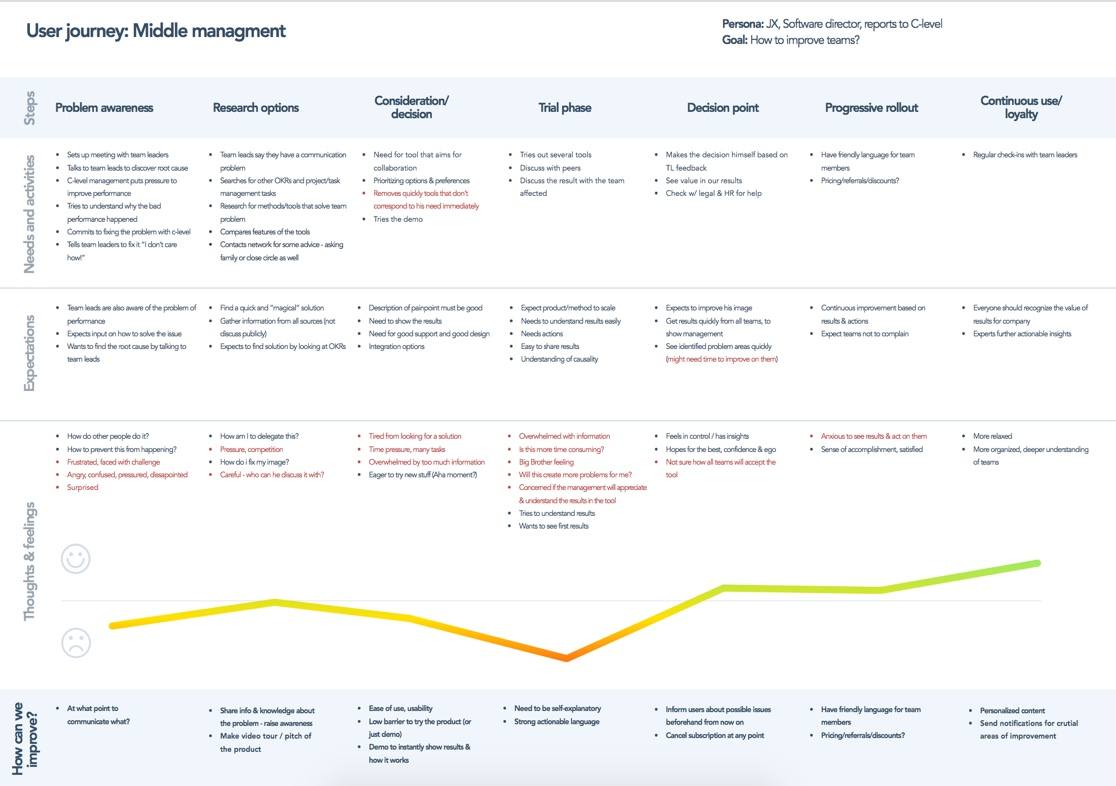 User journey: Middle managment
Persona: JX, Software director, reports to C-level
Goal: How to improve teams?
Steps
Problem awareness
Research options
Consideration/
decision
Trial phase
Decision point
Progressive rollout
Continuous use/
loyalty
Needs and activities
• Sets up meeting with team leaders
• Talks to team leads to discover root cause
• C-level management puts pressure to
improve performance
• Tries to understand why the bad
performance happened
• Commits to fixing the problem with c-level
• Tells team leaders to fix it "I don't care
how!"
• Team leads say they have a communication
problem
• Searches for other OKRs and project/task
management tasks
• Research for methods/tools that solve team
problem
• Compares features of the tools
• Contacts network for some advice - asking
family or close circle as well
• Need for tool that aims for
collaboration
• Prioritizing options & preferences
• Removes quickly tools that don't
correspond to his need immediately
• Tries the demo
• Tries out several tools
• Discuss with peers
• Discuss the result with the team
affected
• Makes the decision himself based on
TL feedback
• See value in our results
• Check w/ legal & HR for help
• Have friendly language for team
members
• Pricing/referrals/discounts?
• Regular check-ins with team leaders
Expectations
• Team leads are also aware of the problem of
performance
• Expects input on how to solve the issue
• Wants to find the root cause by talking to
team leads
• Find a quick and "magical" solution
• Gather information from all sources (not
discuss publicly)
• Expects to find solution by looking at OKRs
• Description of painpoint must be good
• Need to show the results
• Need for good support and good design
• Integration options
• Expect product/method to scale
• Needs to understand results easily
• Needs actions
• Easy to share results
• Understanding of causality
• Expects to improve his image
• Get results quickly from all teams, to
show management
• See identified problem areas quickly
(might need time to improve on them)
• Continuous improvement based on
results & actions
• Expect teams not to complain
• Everyone should recognize the value of
results for company
• Experts further actionable insights
Thoughts & feelings
• How do other people do it?
• How to prevent this from happening?
• Frustrated, faced with challenge
• Angry, confused, pressured, dissapointed
• Surprised
• How am I to delegate this?
• Pressure, competition
• How do i fix my image?
• Careful - who can he discuss it with?
• Tired from looking for a solution
• Time pressure, many tasks
• Overwhelmed by too much information
• Eager to try new stuff (Aha moment?)
• Overwhelmed with information
• Is this more time consuming?
• Big Brother feeling
• Will this create more problems for me?
• Concerned if the management will appreciate
& understand the results in the tool
• Tries to understand results
• Wants to see first results
• Feels in control / has insights
• Hopes for the best, confidence & ego
• Not sure how all teams will accept the
tool
• Anxious to see results & act on them
• Sense of accomplishment, satisfied
• More relaxed
• More organized, deeper understanding
of teams
How can we
improve?
• At what point to
communicate what?
• Share info & knowledge about
the problem - raise awareness
• Make video tour / pitch of
the product
• Ease of use, usability
• Low barrier to try the product (or
just demo)
• Demo to instantly show results &
how it works
• Need to be self-explanatory
• Strong actionable language
• Inform users about possible issues
beforehand from now on
• Cancel subscription at any point
• Have friendly language for team
members
• Pricing/referrals/discounts?
• Personalized content
• Send notifications for crutial
areas of improvement